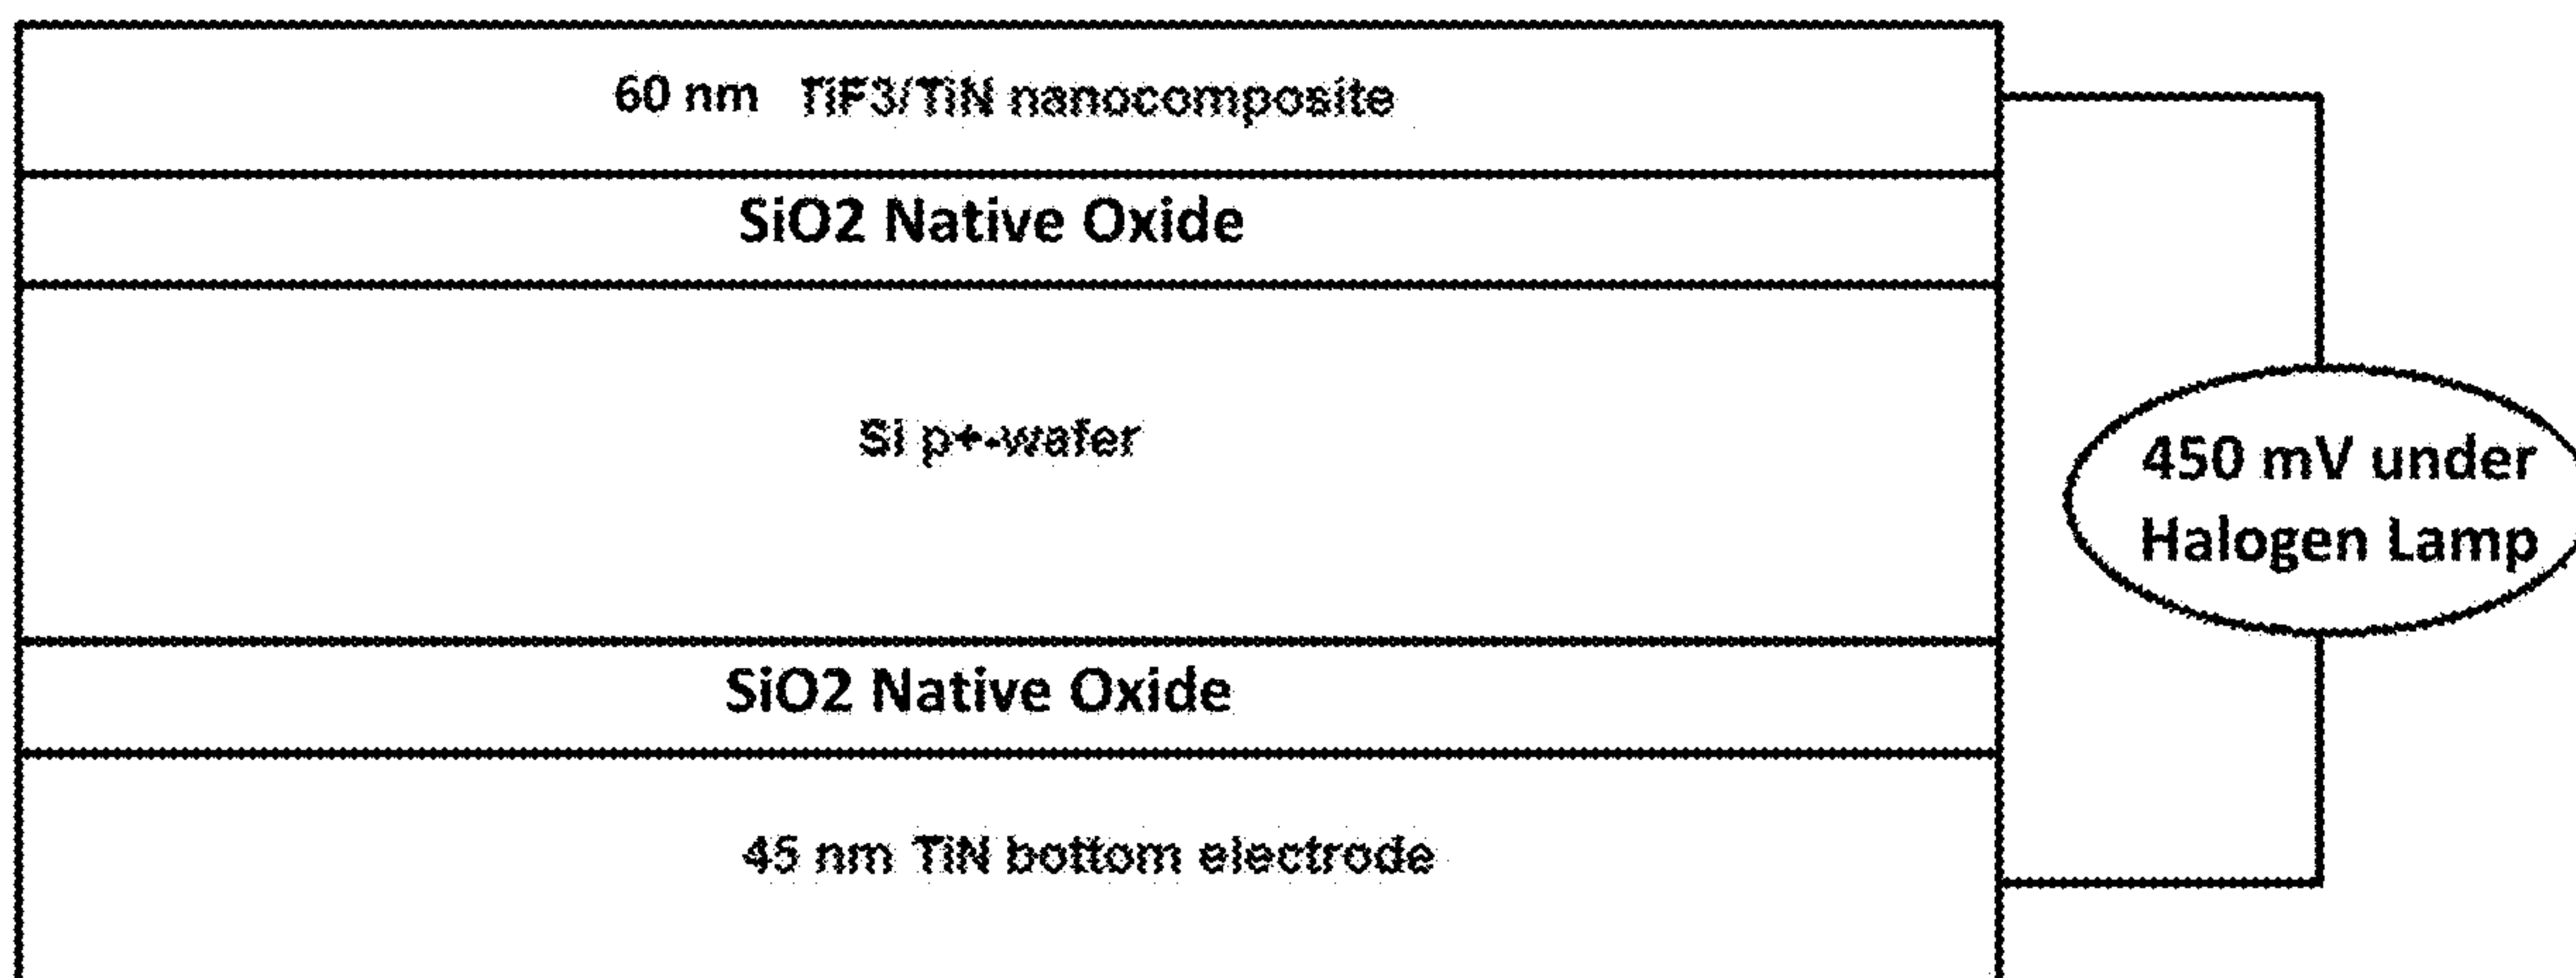 60 nm TiF3/TiN nanocomposite
SiO2 Native Oxide
Si p+-wafer
450 mV under
Halogen Lamp
SiO2 Native Oxide
45 nm TiN bottom electrode